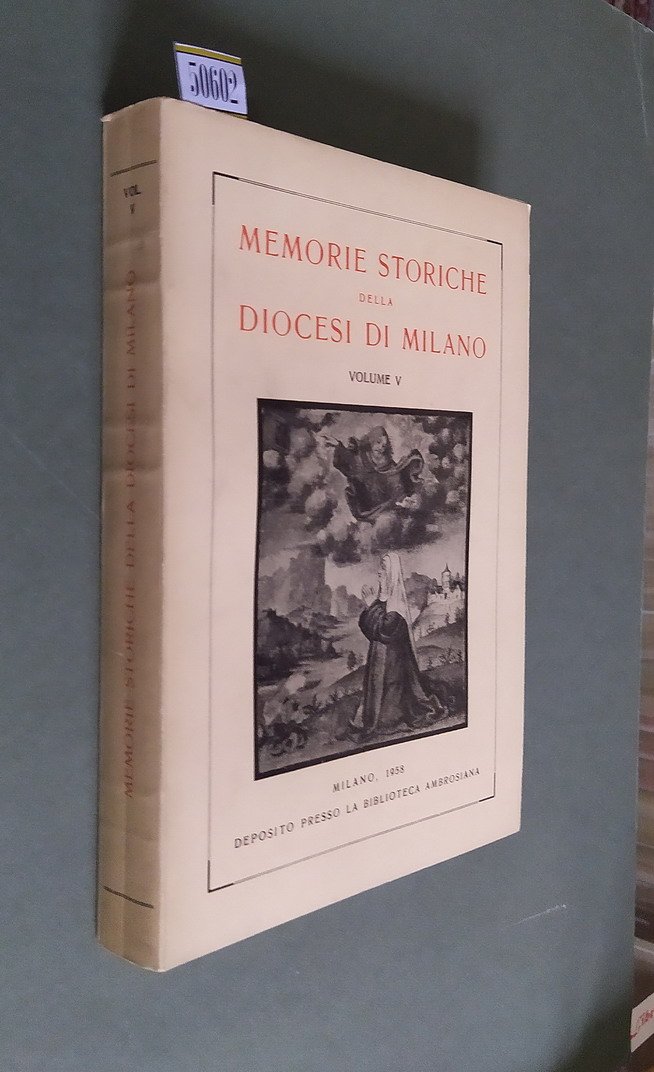 50602
VOL.
V
MEMORIE STORICHE DELLA DIOCESI DI MILANO
MEMORIE STORICHE
DELLA
DIOCESI DI MILANO
VOLUME V
MILANO, 1958
DEPOSITO PRESSO LA BIBLIOTECA AMBROSIANA